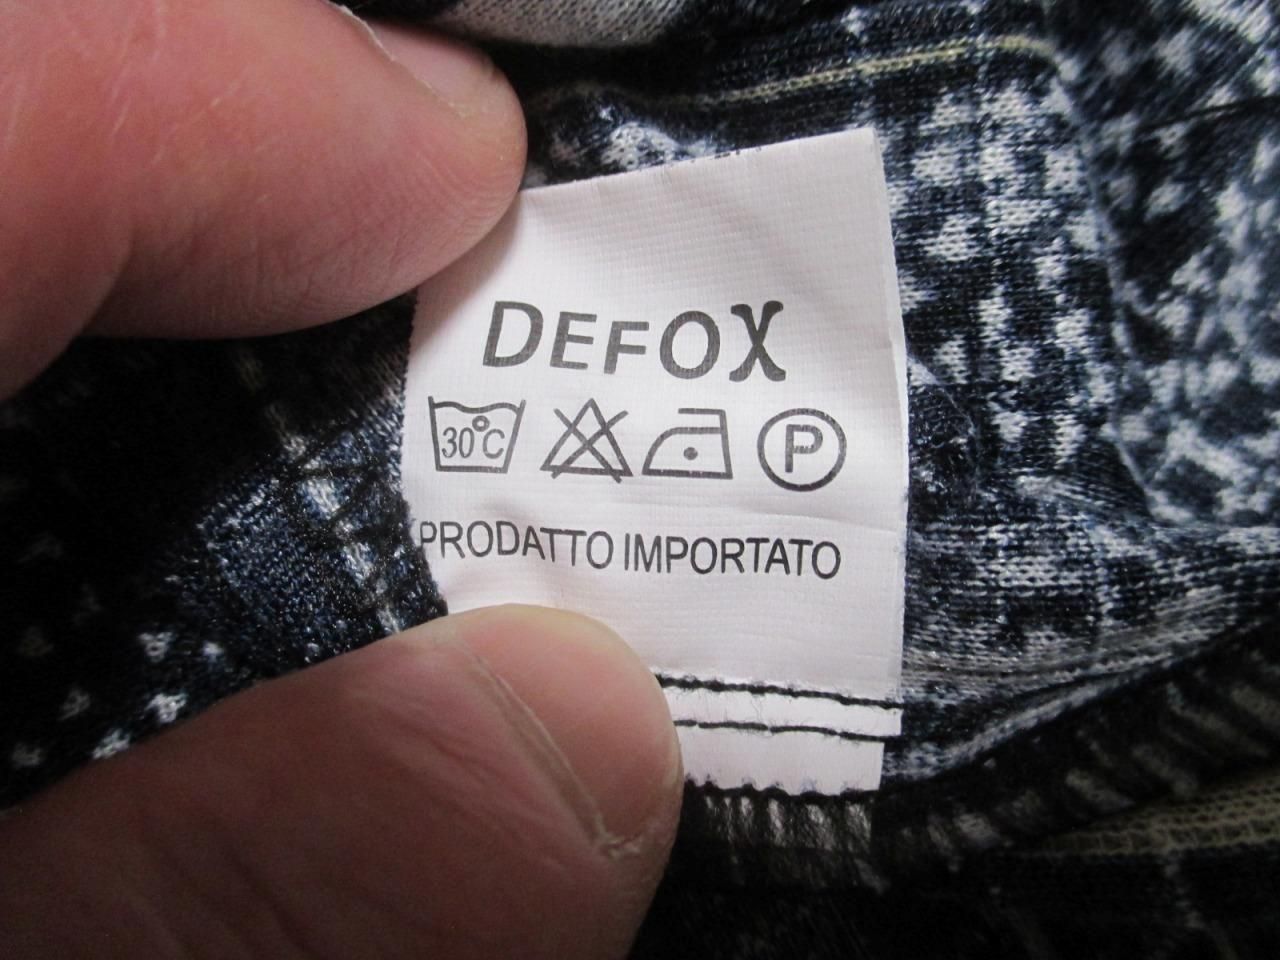 DEFOX
30°C P
PRODATTO IMPORTATO